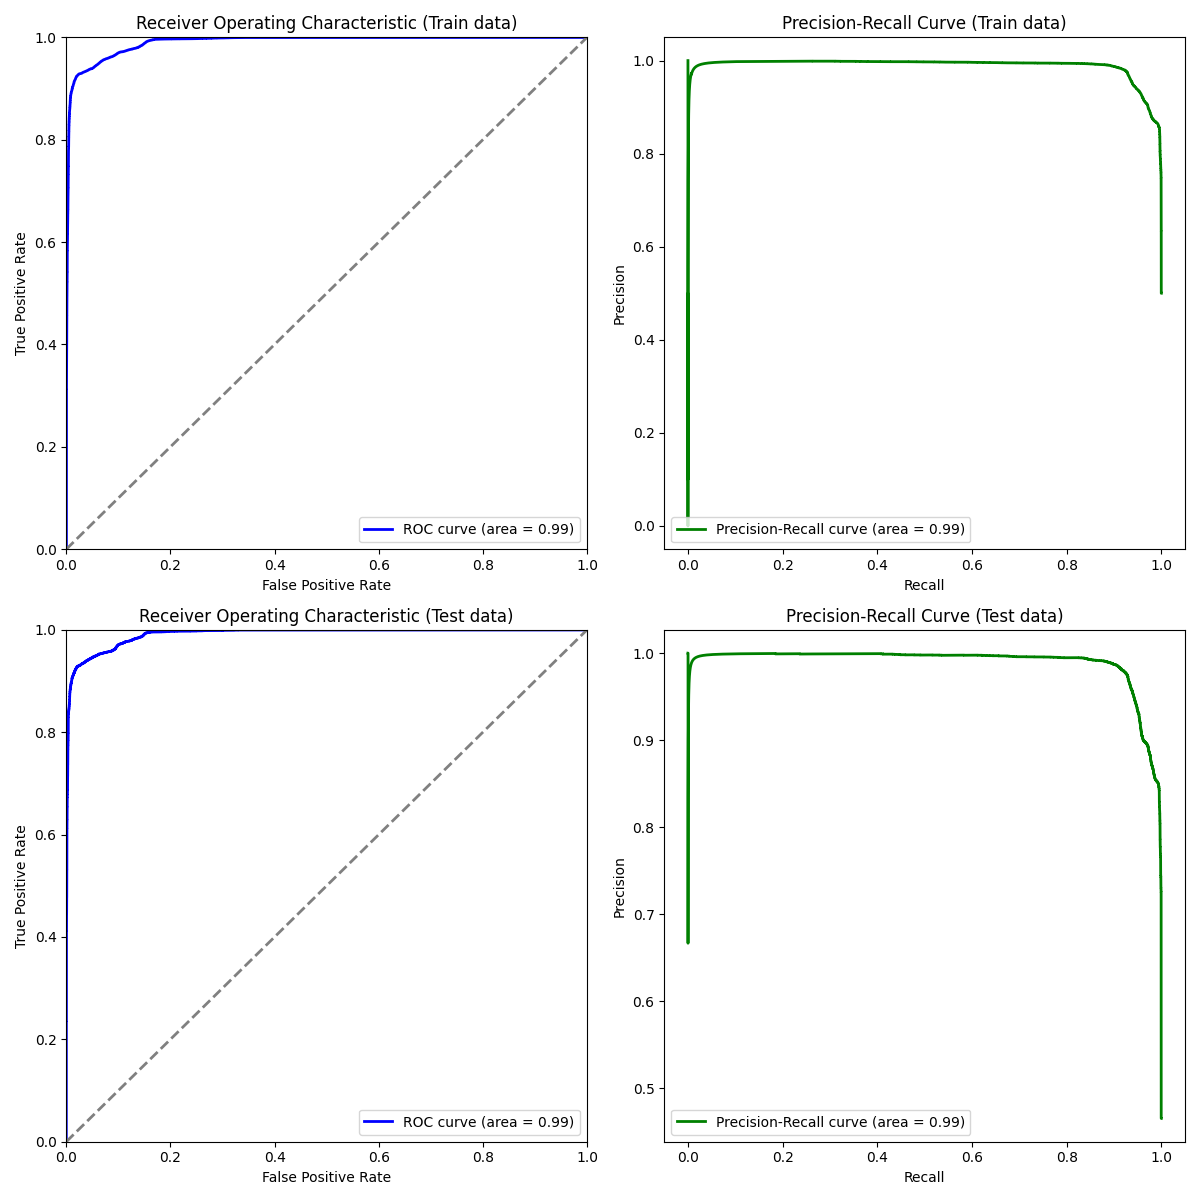 Receiver Operating Characteristic (Train data)
1.0
0.8
0.6
0.4
0.2
0.0
True Positive Rate
0.0 0.2 0.4 0.6 0.8 1.0
False Positive Rate
ROC curve (area = 0.99)
Precision-Recall Curve (Train data)
1.0
0.8
0.6
0.4
0.2
0.0
Precision
0.0 0.2 0.4 0.6 0.8 1.0
Recall
Precision-Recall curve (area = 0.99)
Receiver Operating Characteristic (Test data)
1.0
0.8
0.6
0.4
0.2
0.0
True Positive Rate
0.0 0.2 0.4 0.6 0.8 1.0
False Positive Rate
ROC curve (area = 0.99)
Precision-Recall Curve (Test data)
1.0
0.9
0.8
0.7
0.6
0.5
Precision
0.0 0.2 0.4 0.6 0.8 1.0
Recall
Precision-Recall curve (area = 0.99)